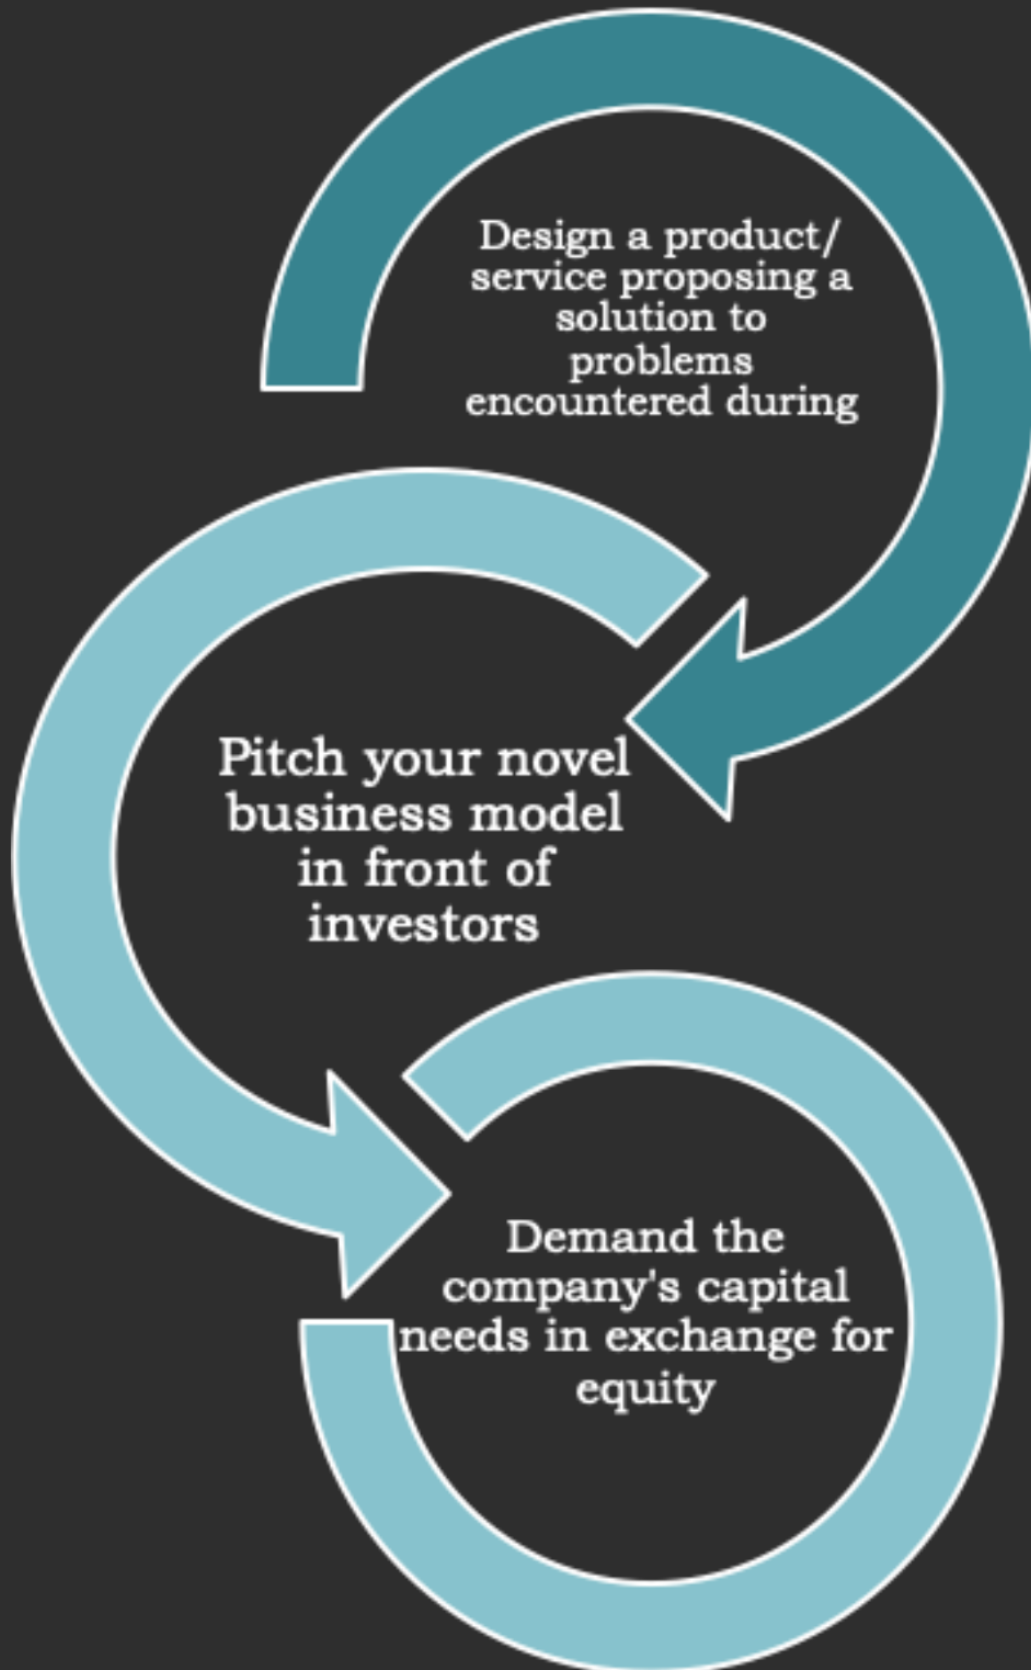 Design a product/
service proposing a
solution to
problems
encountered during
Pitch your novel
business model
in front of
investors
Demand the
company's capital
needs in exchange for
equity